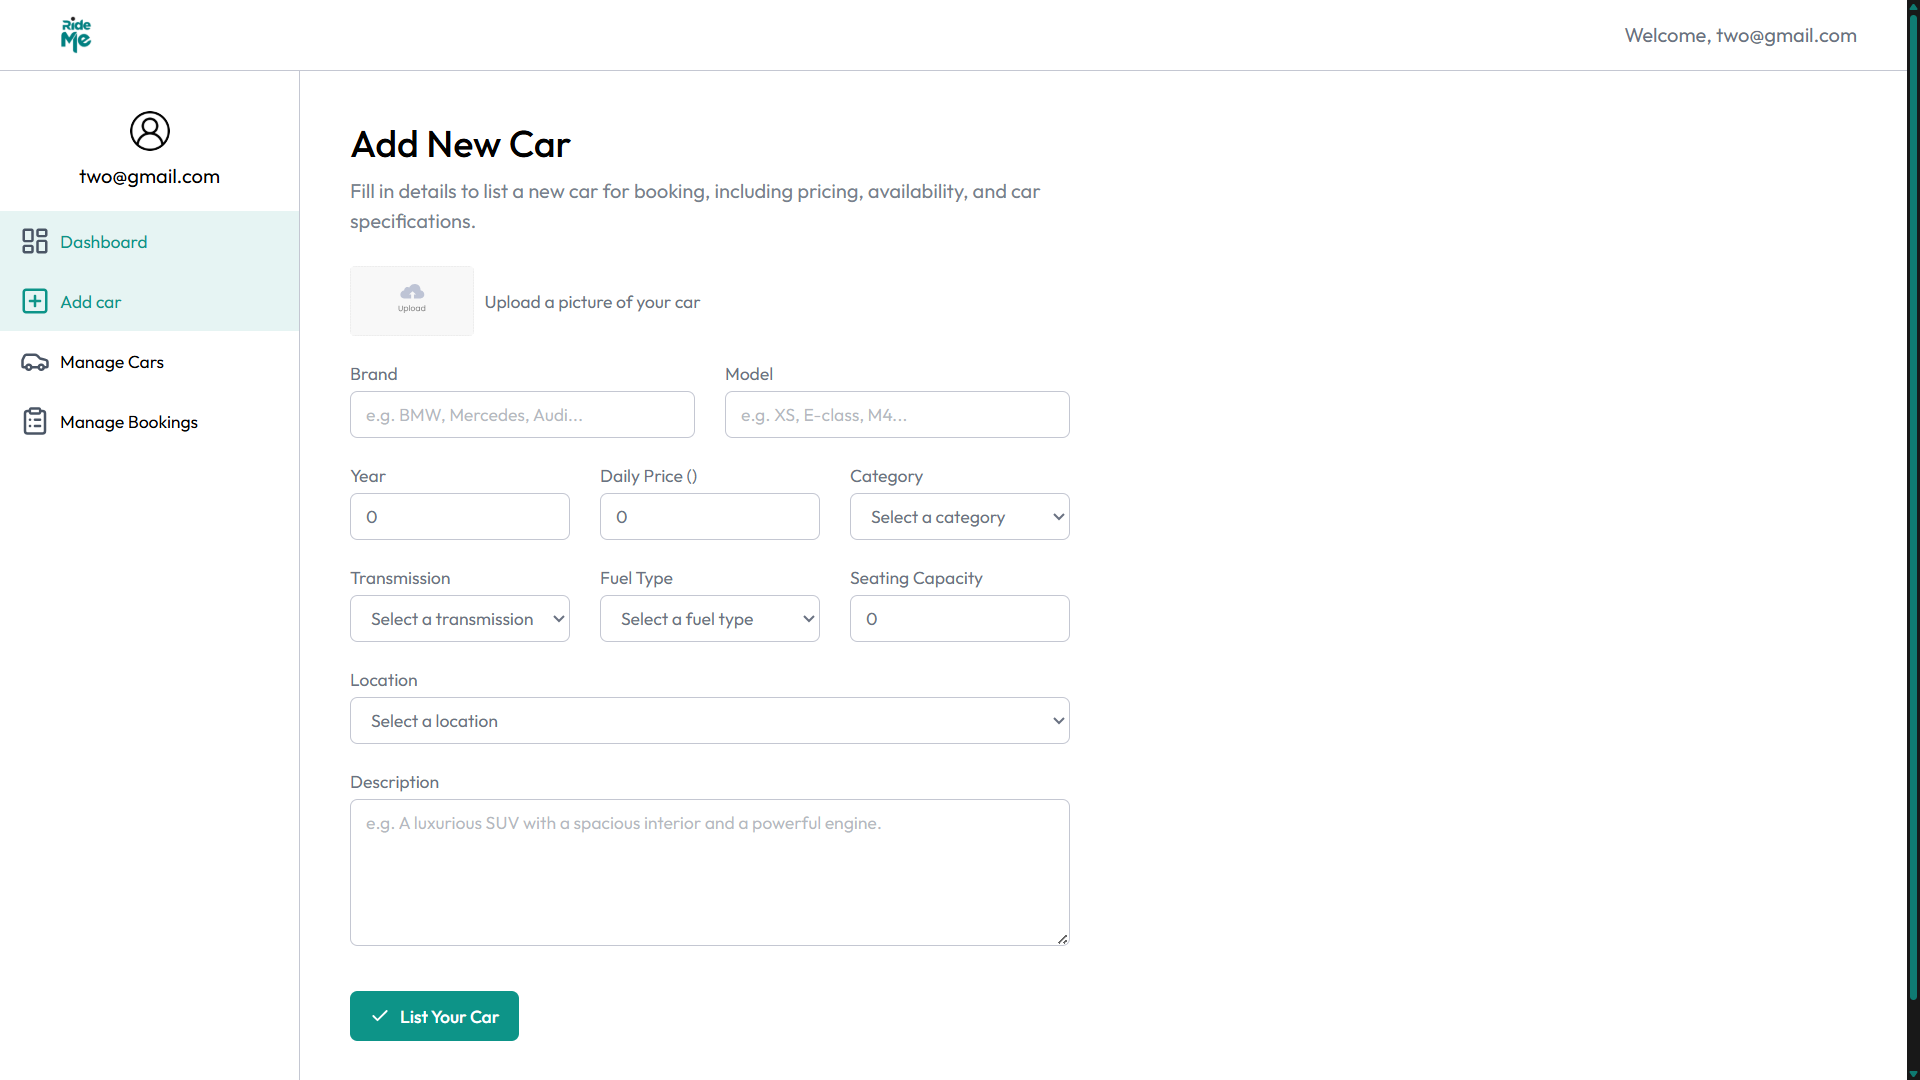 Ride
Me
Welcome, two@gmail.com
two@gmail.com
Dashboard
Add car
Manage Cars
Manage Bookings
Add New Car
Fill in details to list a new car for booking, including pricing, availability, and car
specifications.
Upload
Upload a picture of your car
Brand
Model
e.g. BMW, Mercedes, Audi...
e.g. XS, E-class, M4...
Year
Daily Price ()
Category
0
0
Select a category
Transmission
Fuel Type
Seating Capacity
Select a transmission
Select a fuel type
0
Location
Select a location
Description
e.g. A luxurious SUV with a spacious interior and a powerful engine.
List Your Car